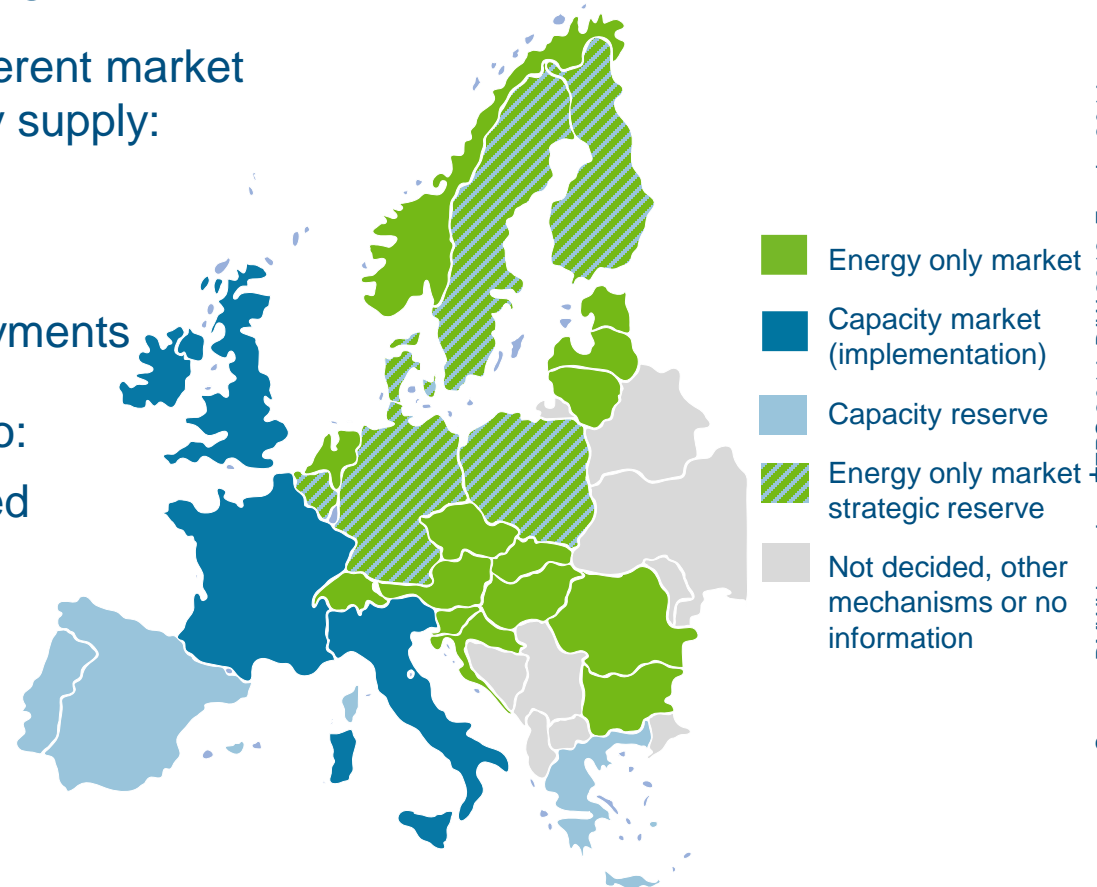 erent market
supply:
yments
ed
Energy only market
Capacity market
(implementation)
Capacity reserve
Energy only market +
strategic reserve
Not decided, other
mechanisms or no
information